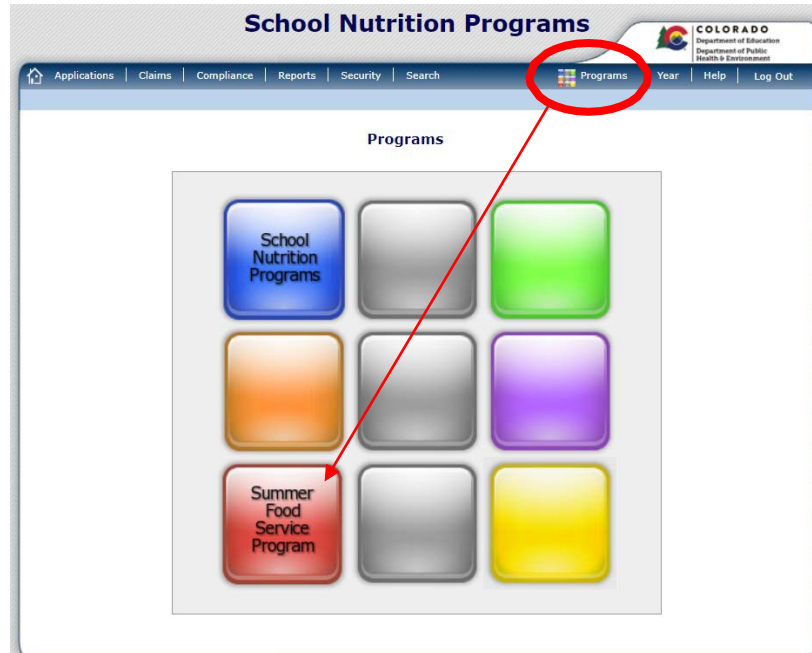 School Nutrition Programs
COLORADO
Department of Education
Department of Public
Health & Environment
Applications | Claims | Compliance | Reports | Security | Search Programs Year | Help | Log Out
Programs
School
Nutrition
Programs
Summer
Food
Service
Program